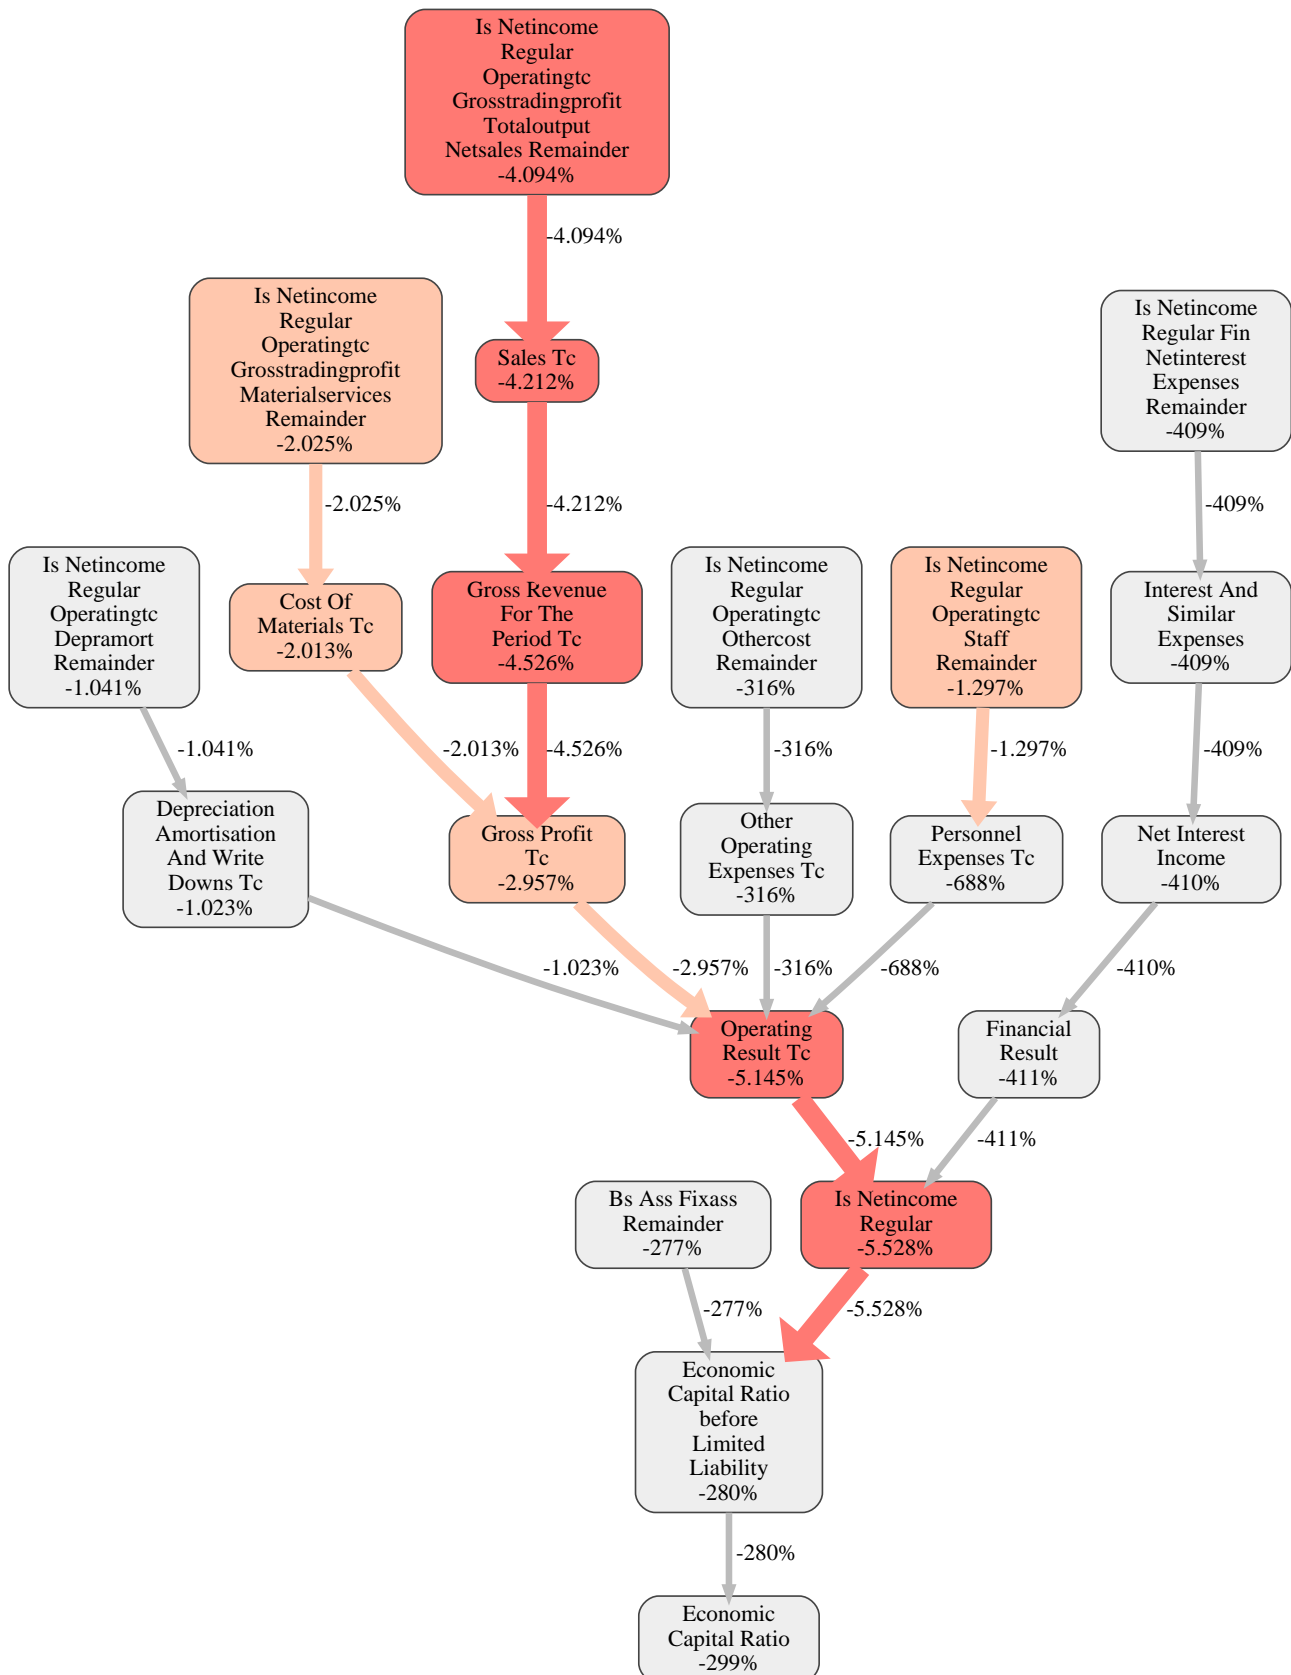 Is Netincome
Regular
Operatingtc
Grosstradingprofit
Totaloutput
Netsales Remainder
-4.094%
-4.094%
Is Netincome
Regular
Operatingtc
Grosstradingprofit
Materialservices
Remainder
-2.025%
Sales Tc
-4.212%
Is Netincome
Regular Fin
Netinterest
Expenses
Remainder
-409%
-2.025%
-4.212%
-409%
Is Netincome
Regular
Operatingtc
Depramort
Remainder
-1.041%
Cost Of
Materials Tc
-2.013%
Gross Revenue
For The
Period Tc
-4.526%
Is Netincome
Regular
Operatingtc
Othercost
Remainder
-316%
Is Netincome
Regular
Operatingtc
Staff
Remainder
-1.297%
Interest And
Similar
Expenses
-409%
-1.041%
-2.013%
-4.526%
-316%
-1.297%
-409%
Depreciation
Amortisation
And Write
Downs Tc
-1.023%
Gross Profit
Tc
-2.957%
Other
Operating
Expenses Tc
-316%
Personnel
Expenses Tc
-688%
Net Interest
Income
-410%
-1.023%
-2.957%
-316%
-688%
-410%
Operating
Result Tc
-5.145%
Financial
Result
-411%
-5.145%
-411%
Bs Ass Fixass
Remainder
-277%
Is Netincome
Regular
-5.528%
-277%
-5.528%
Economic
Capital Ratio
before
Limited
Liability
-280%
-280%
Economic
Capital Ratio
-299%